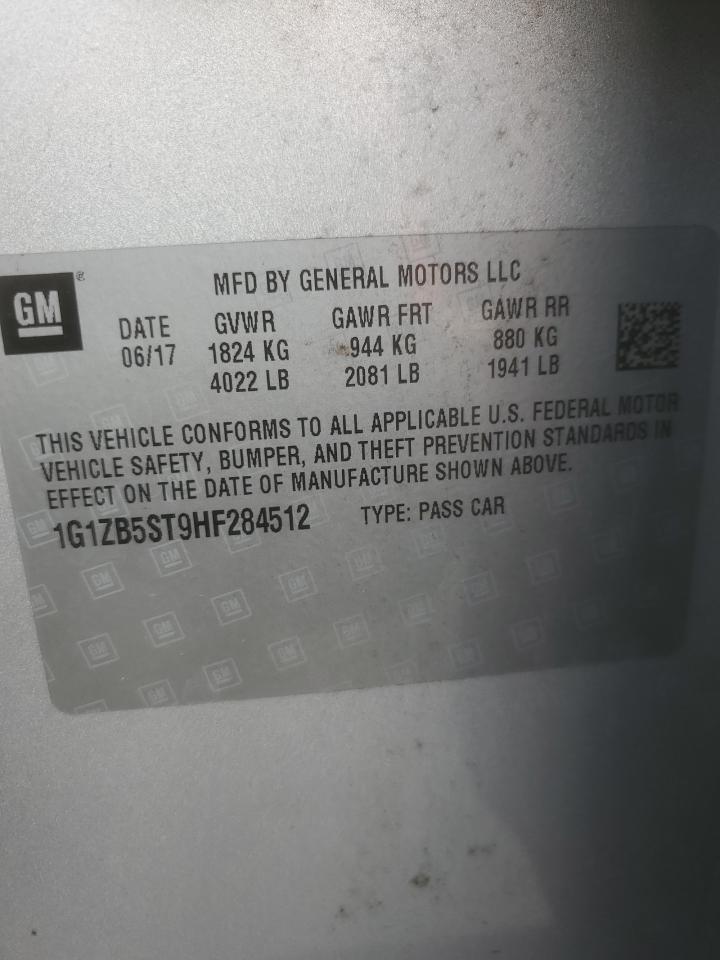 GM®
MFD BY GENERAL MOTORS LLC
DATE GVWR GAWR FRT GAWR RR
06/17 1824 KG 944 KG 880 KG
4022 LB 2081 LB 1941 LB
THIS VEHICLE CONFORMS TO ALL APPLICABLE U.S. FEDERAL MOTOR
VEHICLE SAFETY, BUMPER, AND THEFT PREVENTION STANDARDS IN
EFFECT ON THE DATE OF MANUFACTURE SHOWN ABOVE.
1G1ZB5ST9HF284512 TYPE: PASS CAR